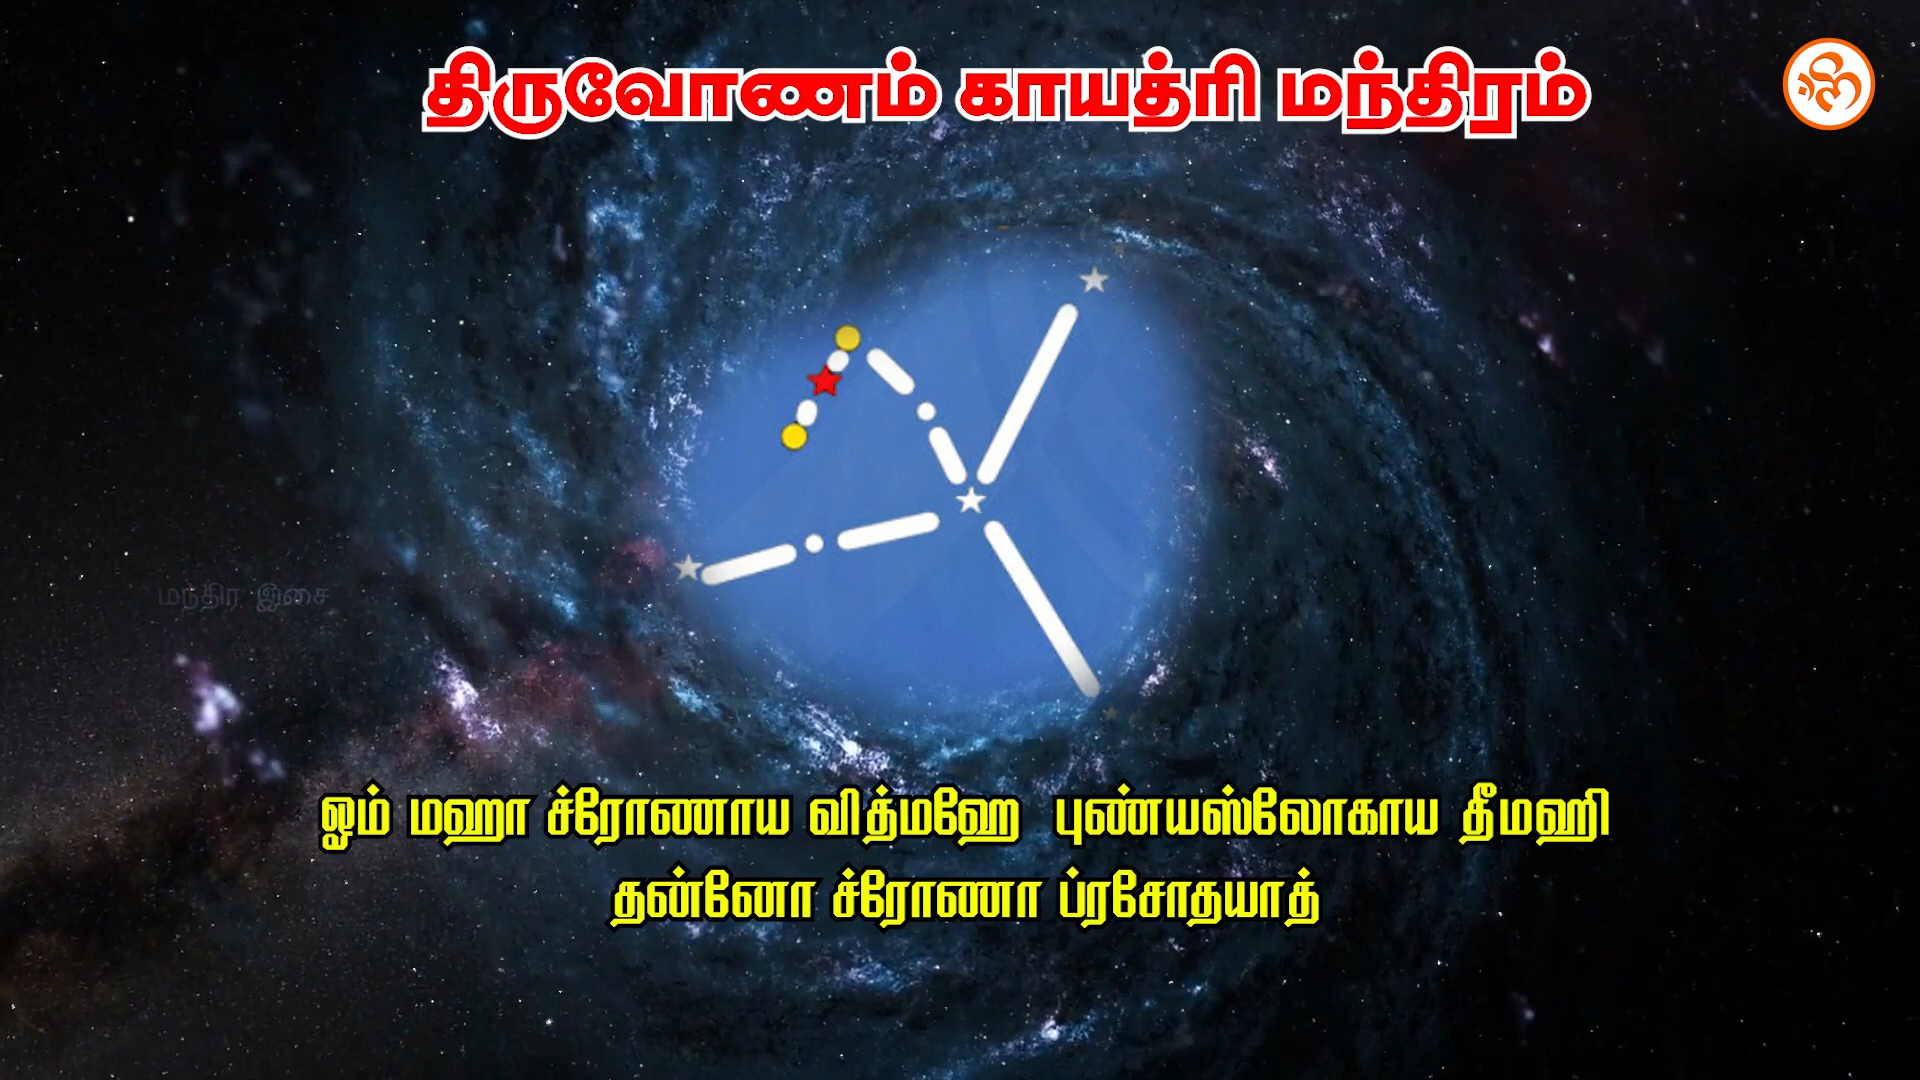 திருவோணம் காயத்ரி மந்திரம்
மந்திர இசை
ஓம் மஹா ச்ரோணாய வித்மஹே புண்யஸ்லோகாய தீமஹி
தன்னோ ச்ரோணா ப்ரசோதயாத்